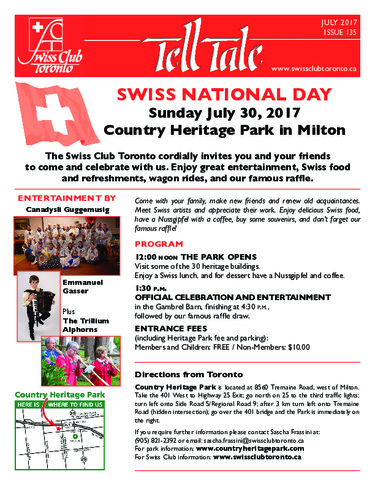 JULY 2017
ISSUE 135
Swiss Club
Toronto
Tell Tale
www.swissclubtoronto.ca
SWISS NATIONAL DAY
Sunday July 30, 2017
Country Heritage Park in Milton
The Swiss Club Toronto cordially invites you and your friends
to come and celebrate with us. Enjoy great entertainment, Swiss food
and refreshments, wagon rides, and our famous raffle.
ENTERTAINMENT BY
Canadysli Guggemusig
Emmanuel
Gasser
Plus
The Trillium
Alphorns
Country Heritage Park
HERE IS WHERE TO FIND US
Come with your family, make new friends and renew old acquaintances.
Meet Swiss artists and appreciate their work. Enjoy delicious Swiss food,
have a Nussgipfel with a coffee, buy some souvenirs, and don't forget our
famous raffle!
PROGRAM
12:00 NOON THE PARK OPENS
Visit some of the 30 heritage buildings.
Enjoy a Swiss lunch, and for dessert have a Nussgipfel and coffee.
1:30 P.M.
OFFICIAL CELEBRATION AND ENTERTAINMENT
in the Gambrel Barn, finishing at 4:30 P.M.,
followed by our famous raffle draw.
ENTRANCE FEES
(including Heritage Park fee and parking):
Members and Children: FREE / Non-Members: $10.00
Directions from Toronto
Country Heritage Park is located at 8560 Tremaine Road, west of Milton.
Take the 401 West to Highway 25 Exit; go north on 25 to the third traffic lights;
turn left onto Side Road 5/Regional Road 9; after 3 km turn left onto Tremaine
Road (hidden intersection); go over the 401 bridge and the Park is immediately on
the right.
If you require further information please contact Sascha Frassini at:
(905) 821-2392 or email: sascha.frassini@swissclubtoronto.ca
For park information: www.countryheritagepark.com
For Swiss Club information: www.swissclubtoronto.ca